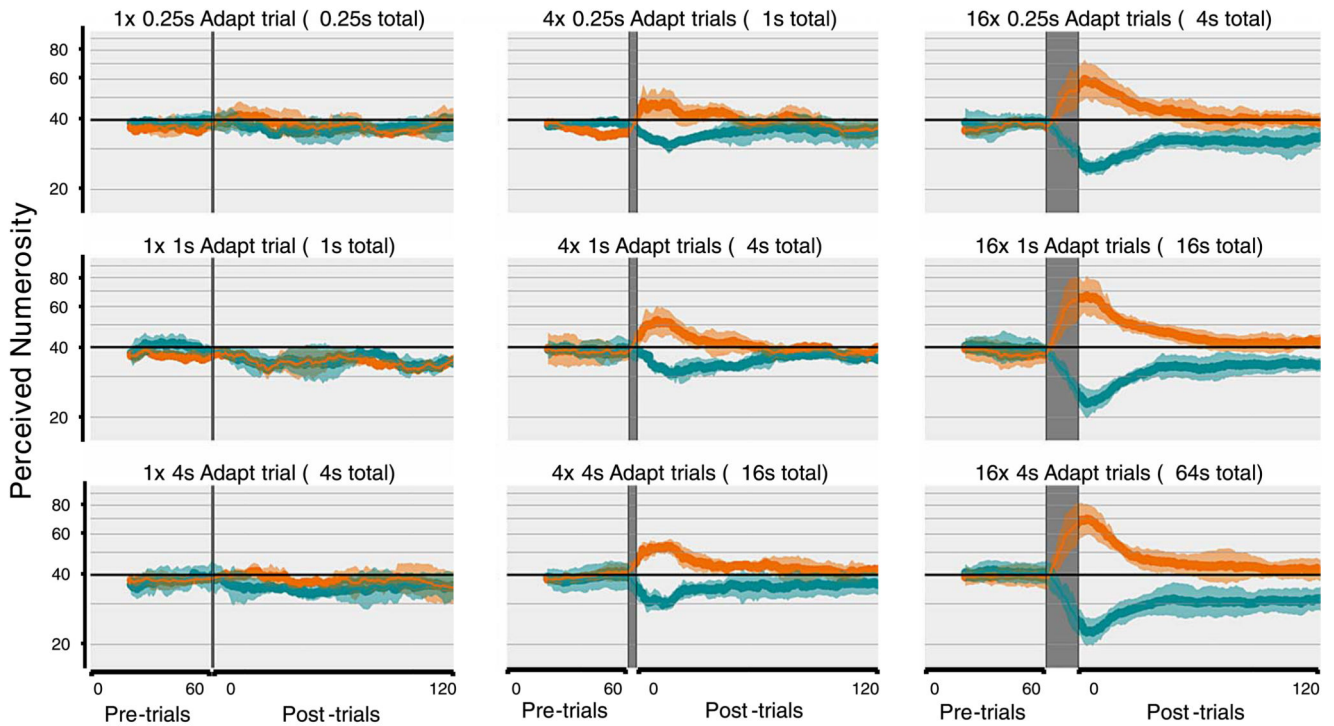 1x 0.25s Adapt trial ( 0.25s total)
4x 0.25s Adapt trials ( 1s total)
16x 0.25s Adapt trials ( 4s total)
80
60
40
20
1x 1s Adapt trial ( 1s total)
4x 1s Adapt trials ( 4s total)
16x 1s Adapt trials ( 16s total)
80
60
40
20
Perceived Numerosity
1x 4s Adapt trial ( 4s total)
4x 4s Adapt trials ( 16s total)
16x 4s Adapt trials ( 64s total)
80
60
40
20
0 60 0 120
0 60 0 120
0 60 0 120
Pre-trials Post-trials
Pre-trials Post-trials
Pre-trials Post-trials